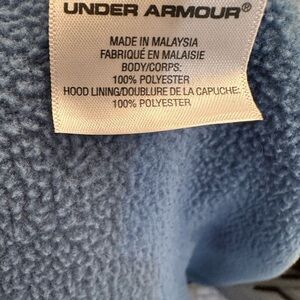 UNDER ARMOUR®
MADE IN MALAYSIA
FABRIQUÉ EN MALAISIE
BODY/CORPS:
100% POLYESTER
HOOD LINING/DOUBLURE DE LA CAPUCHE:
100% POLYESTER